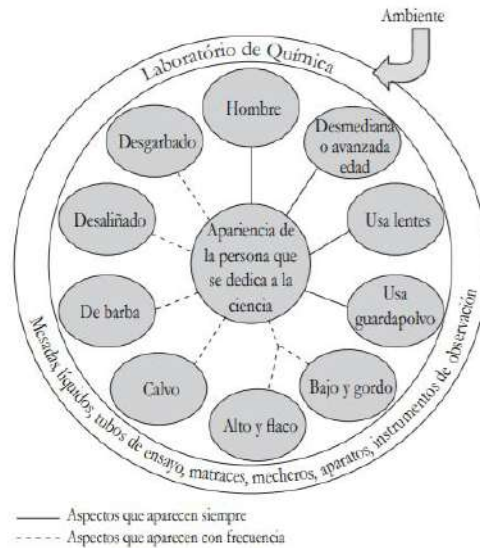 Ambiente
Laboratório de Química
Hombre
Desmediana
o avanzada
edad
Usa lentes
Usa
guardapolvo
Bajo y gordo
Alto y flaco
Calvo
De barba
Desaliñado
Desgarbado
Apariencia de
la persona que
se dedica a la
ciencia
Mesadas, líquidos, tubos de ensayo, matraces, mecheros, aparatos, instrumentos de observación
Aspectos que aparecen siempre
Aspectos que aparecen con frecuencia